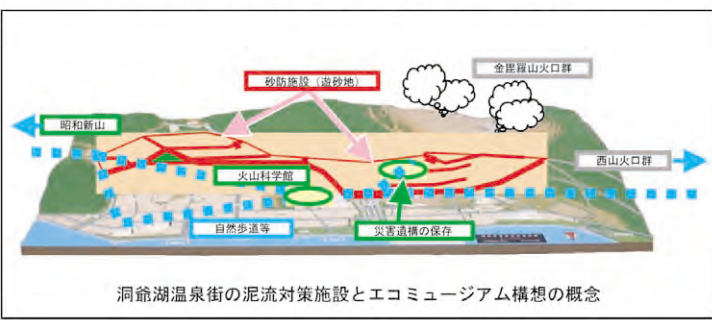 砂防施設（遊砂地）
金毘羅山火口群
昭和新山
西山火口群
火山科学館
自然歩道等
災害遺構の保存
洞爺湖温泉街の泥流対策施設とエコミュージアム構想の概念